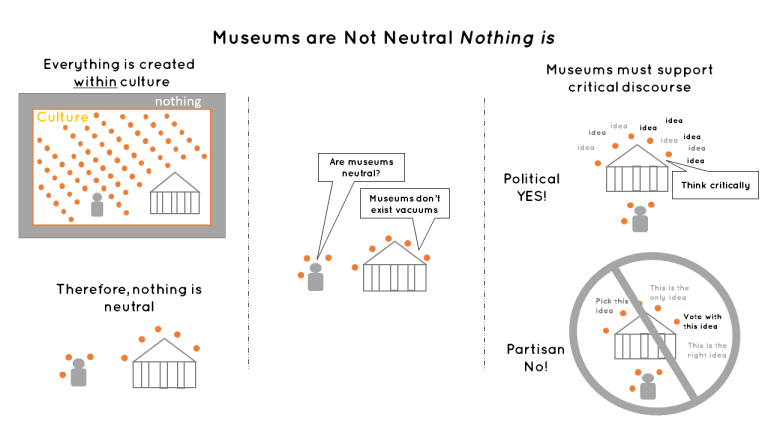 Museums are Not Neutral Nothing is
Everything is created
within culture
nothing
Culture
Therefore, nothing is
neutral
Are museums
neutral?
Museums don't
exist vacuums
Museums must support
critical discourse
idea
idea
idea
idea
idea
idea
idea
idea
idea
Think critically
Political
YES!
Partisan
No!
This is the
only idea
Pick this
idea
Vote with
this idea
This is the
right idea